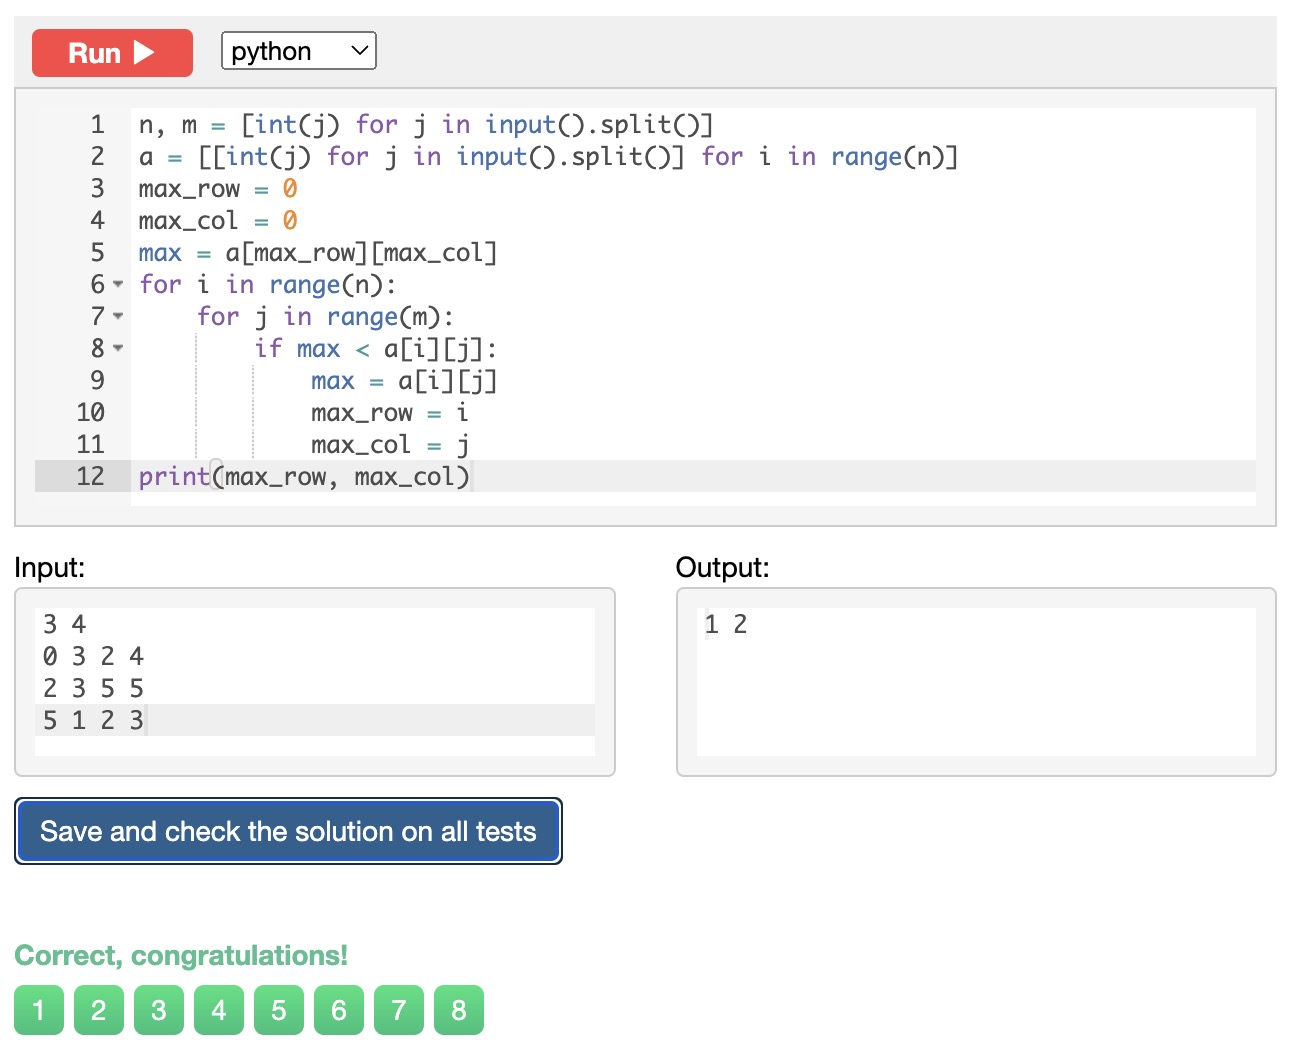 Run
python
1 n, m = [int(j) for j in input().split()]
2 a = [[int(j) for j in input().split()] for i in range(n)]
3 max_row = 0
4 max_col = 0
5 max = a[max_row][max_col]
6 for i in range(n):
7     for j in range(m):
8         if max < a[i][j]:
9             max = a[i][j]
10             max_row = i
11             max_col = j
12 print(max_row, max_col)
Input:
3 4
0 3 2 4
2 3 5 5
5 1 2 3
Output:
1 2
Save and check the solution on all tests
Correct, congratulations!
1 2 3 4 5 6 7 8